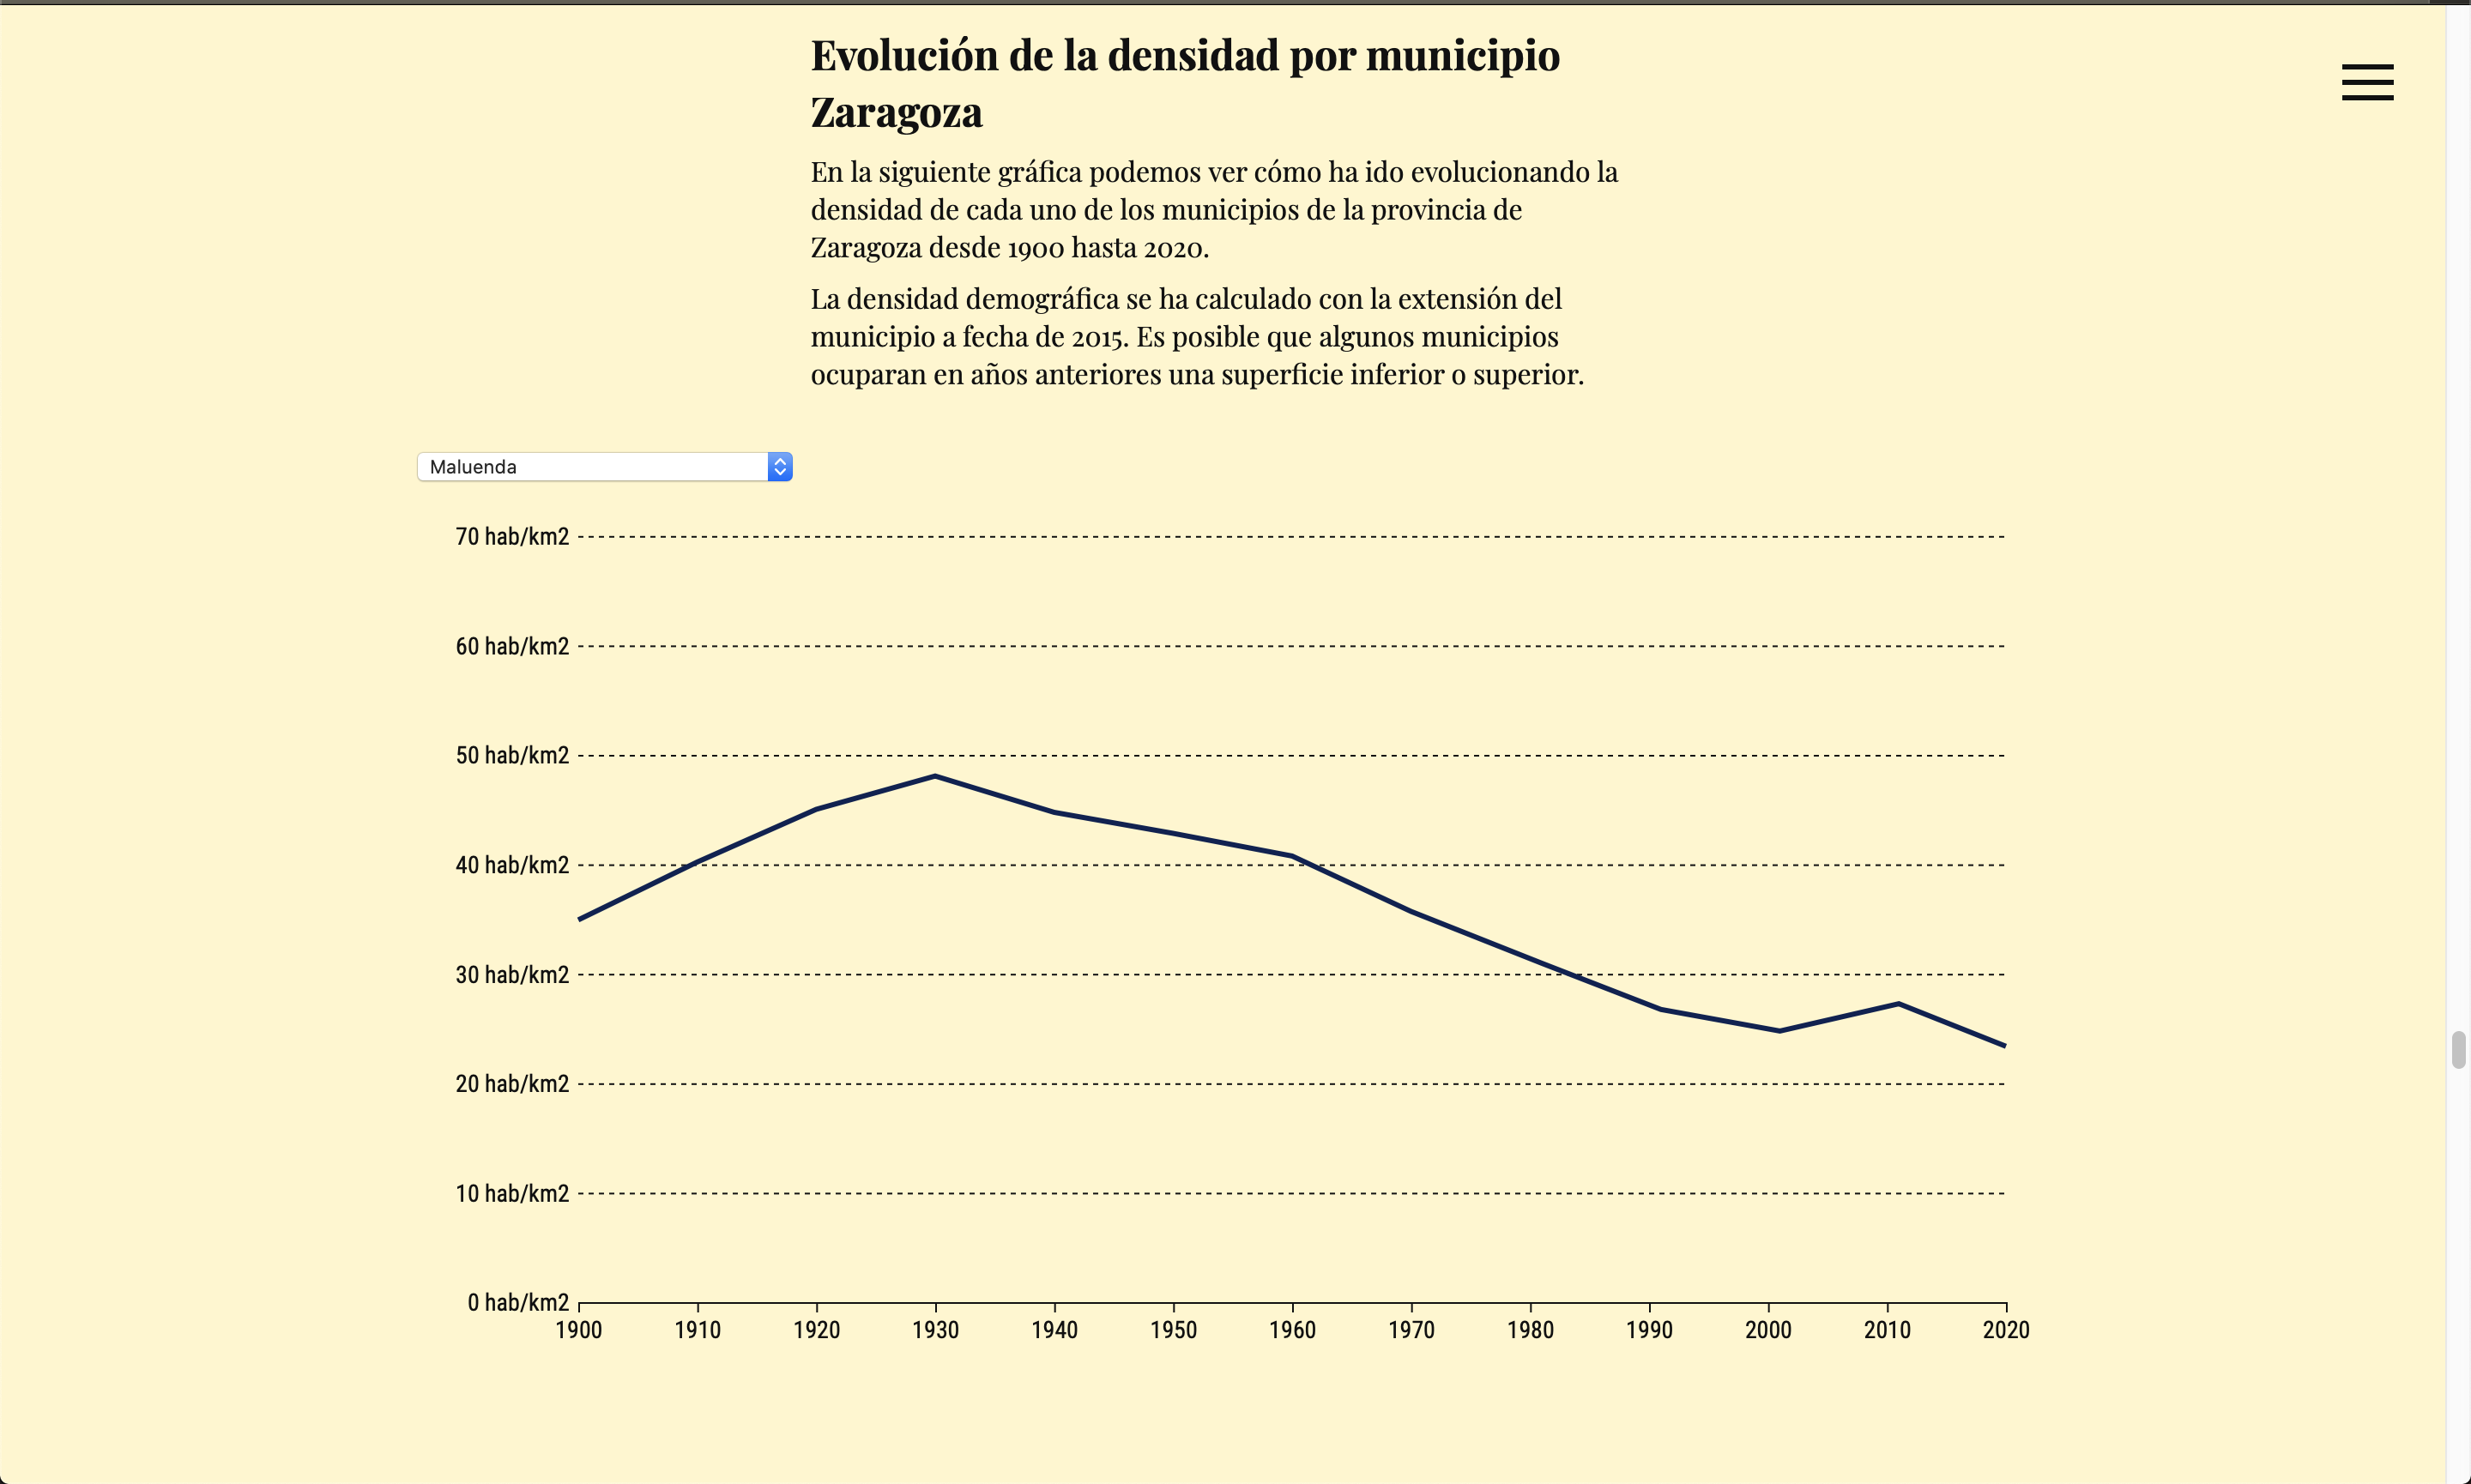 Evolución de la densidad por municipio
Zaragoza
En la siguiente gráfica podemos ver cómo ha ido evolucionando la
densidad de cada uno de los municipios de la provincia de
Zaragoza desde 1900 hasta 2020.
La densidad demográfica se ha calculado con la extensión del
municipio a fecha de 2015. Es posible que algunos municipios
ocuparan en años anteriores una superficie inferior o superior.
Maluenda
70 hab/km2
60 hab/km2
50 hab/km2
40 hab/km2
30 hab/km2
20 hab/km2
10 hab/km2
0 hab/km2
1900 1910 1920 1930 1940 1950 1960 1970 1980 1990 2000 2010 2020